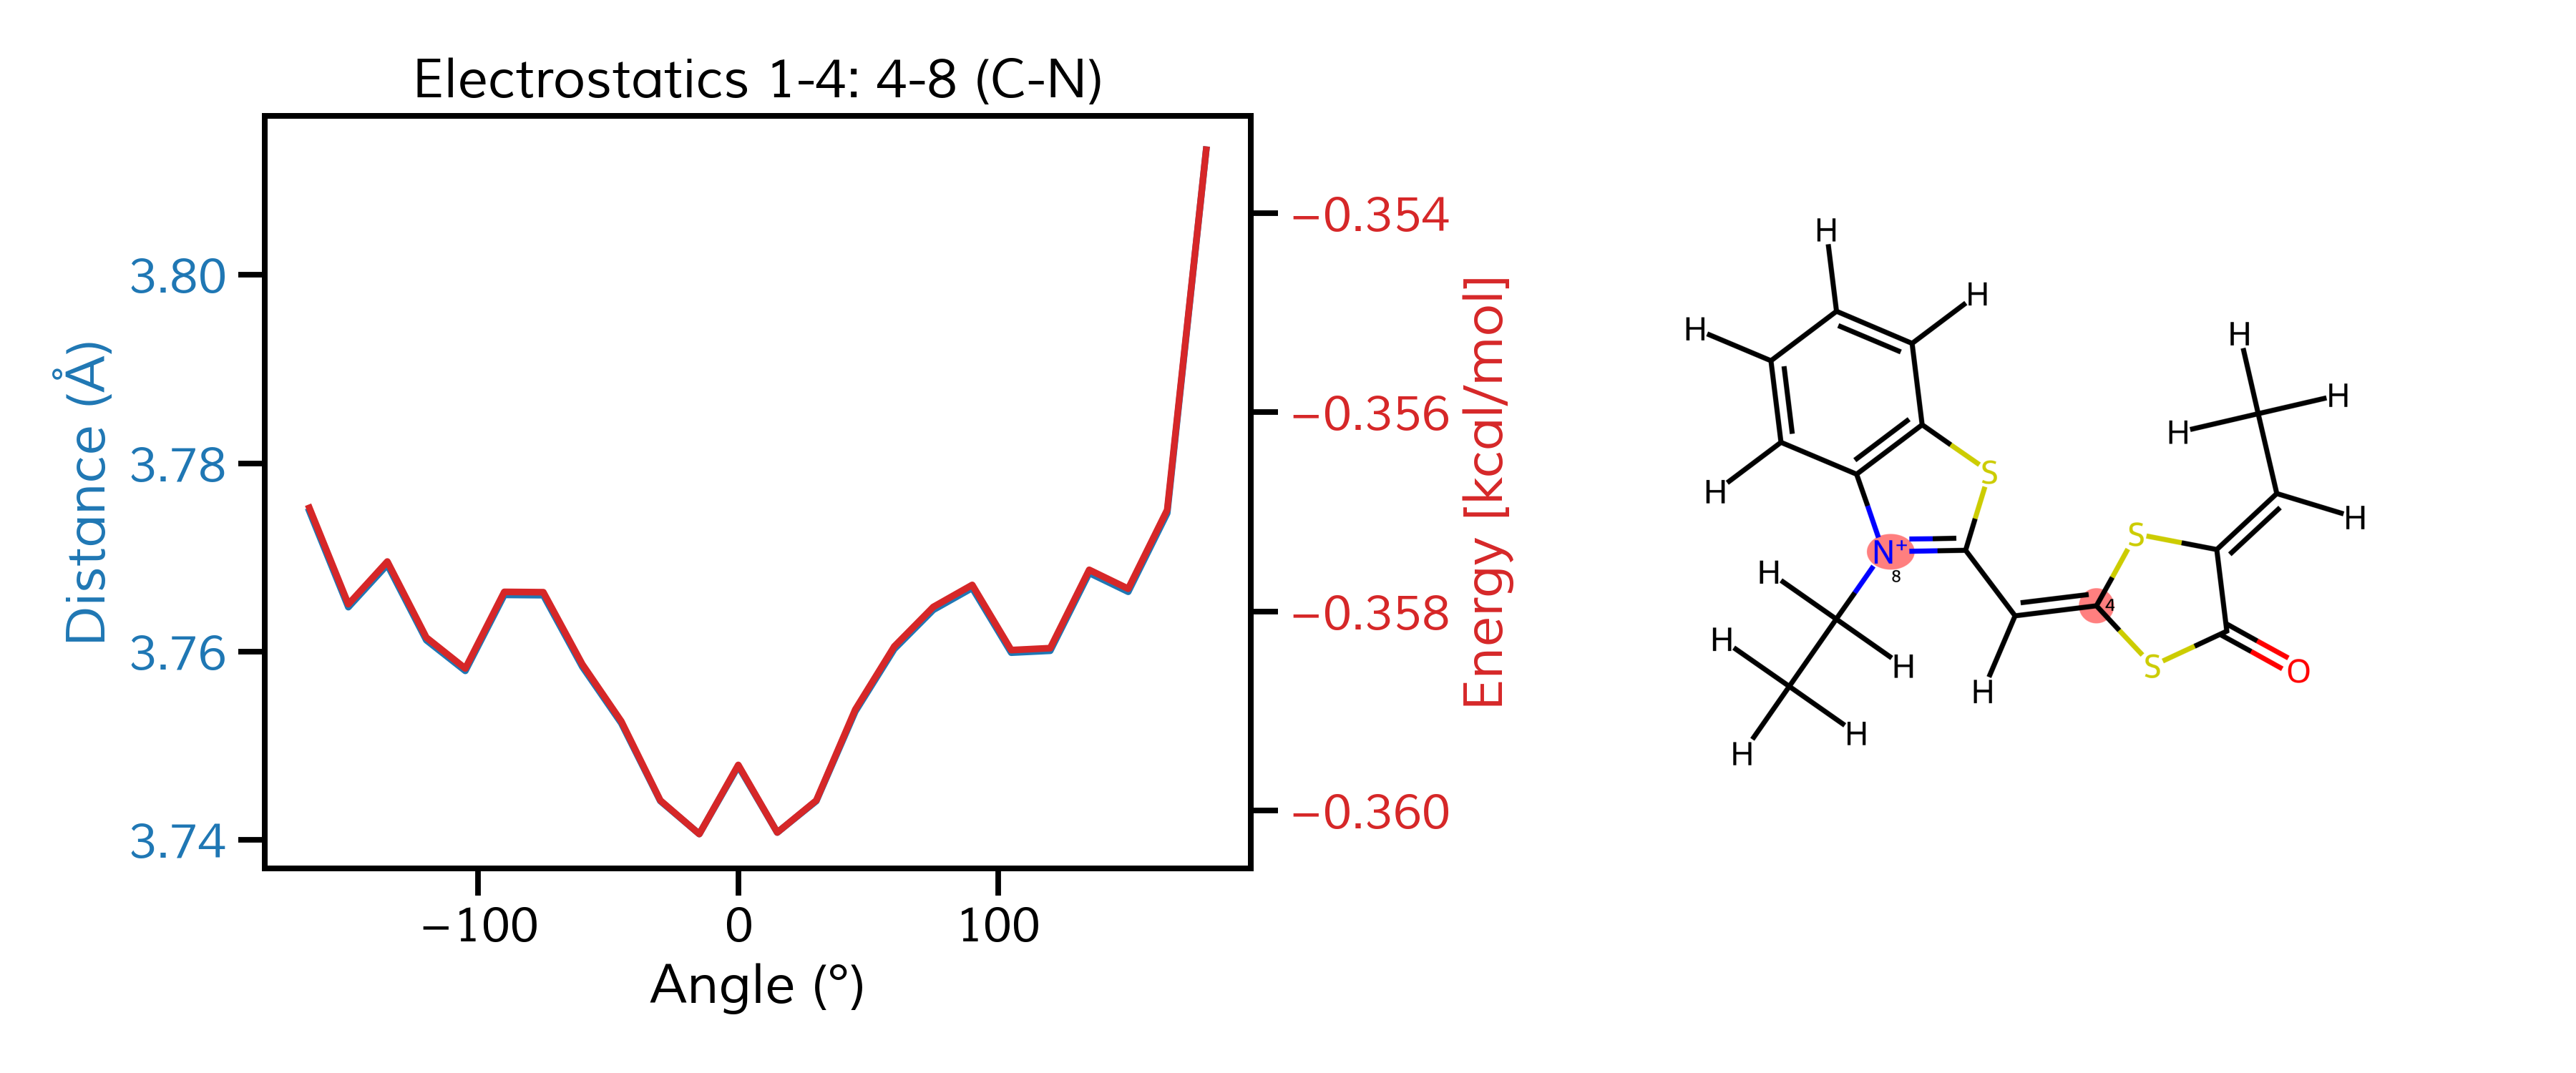 Electrostatics 1-4: 4-8 (C-N)
Distance (Å)
3.80
3.78
3.76
3.74
−100
0
100
Angle (°)
−0.354
−0.356
−0.358
−0.360
Energy [kcal/mol]
H
H
H
H
H
H
H
S
H
S
N⁺
8
4
H
H
H
S
O
H
H
H
H